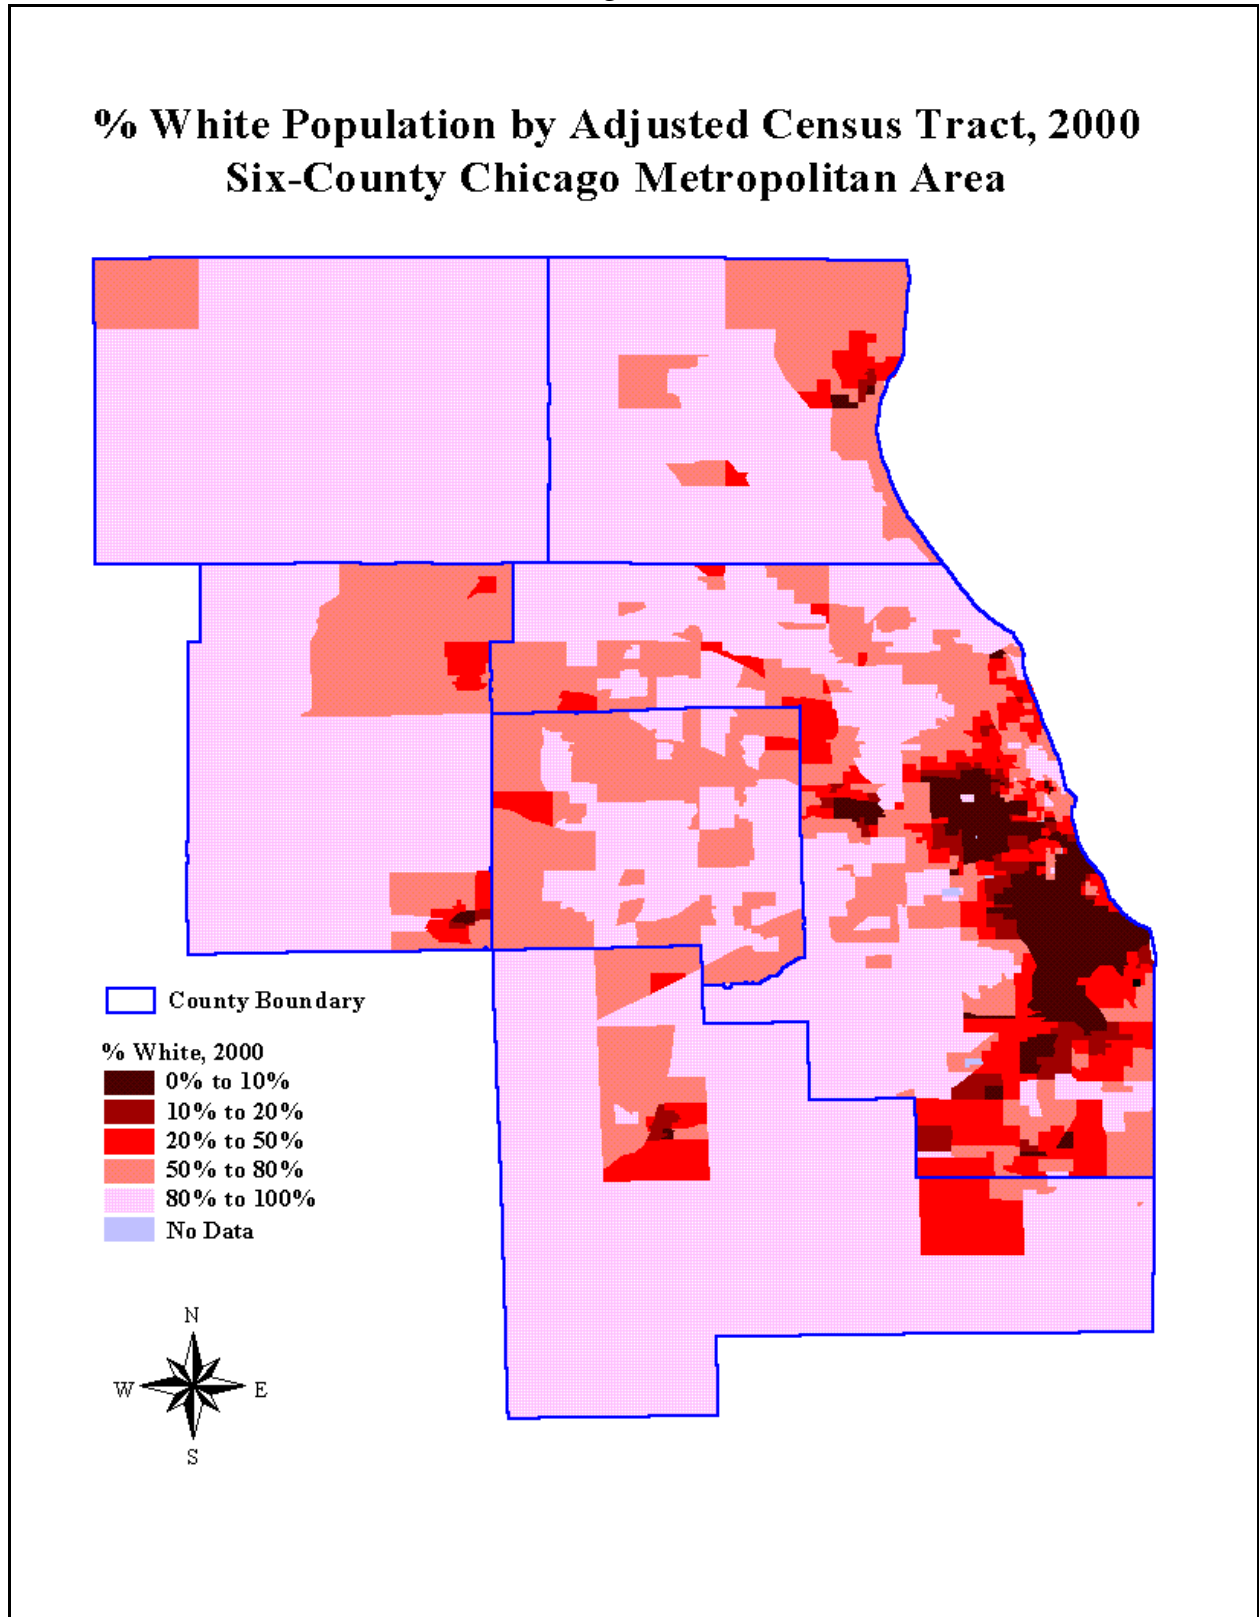 % White Population by Adjusted Census Tract, 2000
Six-County Chicago Metropolitan Area
County Boundary
% White, 2000
0% to 10%
10% to 20%
20% to 50%
50% to 80%
80% to 100%
No Data
N
W E
S